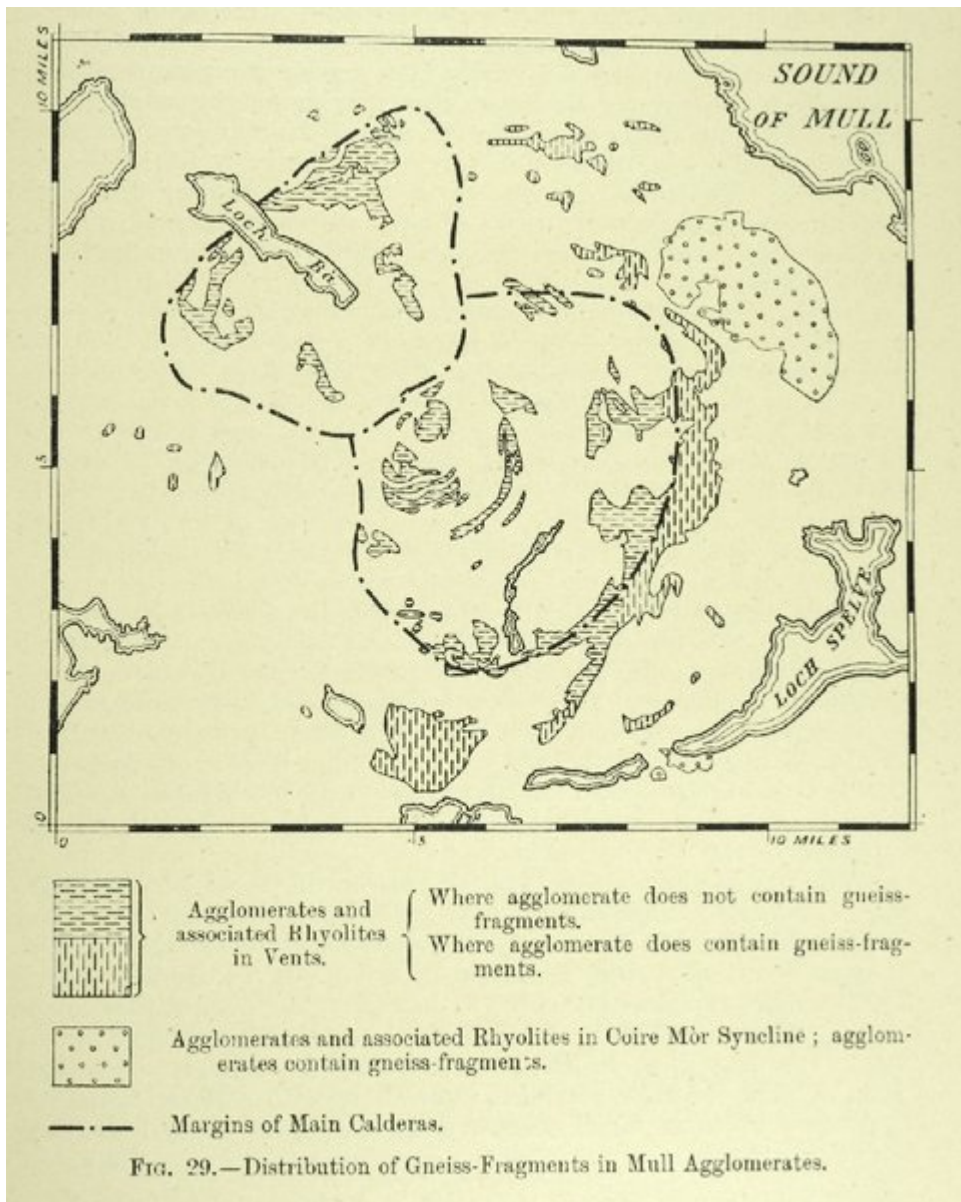 10 MILES
SOUND
OF MULL
Loch Bà
5
LOCH SPELVE
0
0
5
10 MILES
Agglomerates and
associated Rhyolites
in Vents.
Where agglomerate does not contain gneiss-
fragments.
Where agglomerate does contain gneiss-frag-
ments.
Agglomerates and associated Rhyolites in Coire Mòr Syncline ; agglom-
erates contain gneiss-fragments.
Margins of Main Calderas.
FIG. 29.—Distribution of Gneiss-Fragments in Mull Agglomerates.